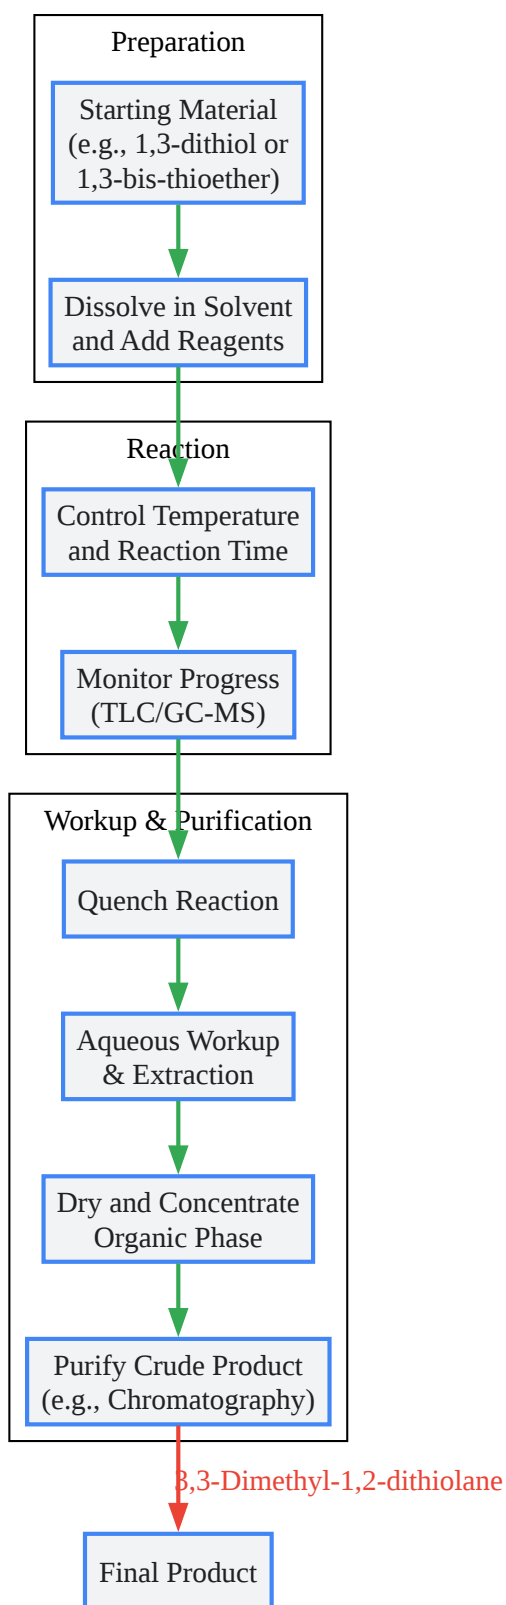 Preparation
Starting Material
(e.g., 1,3-dithiol or
1,3-bis-thioether)
Dissolve in Solvent
and Add Reagents
Reaction
Control Temperature
and Reaction Time
Monitor Progress
(TLC/GC-MS)
Workup & Purification
Quench Reaction
Aqueous Workup
& Extraction
Dry and Concentrate
Organic Phase
Purify Crude Product
(e.g., Chromatography)
3,3-Dimethyl-1,2-dithiolane
Final Product